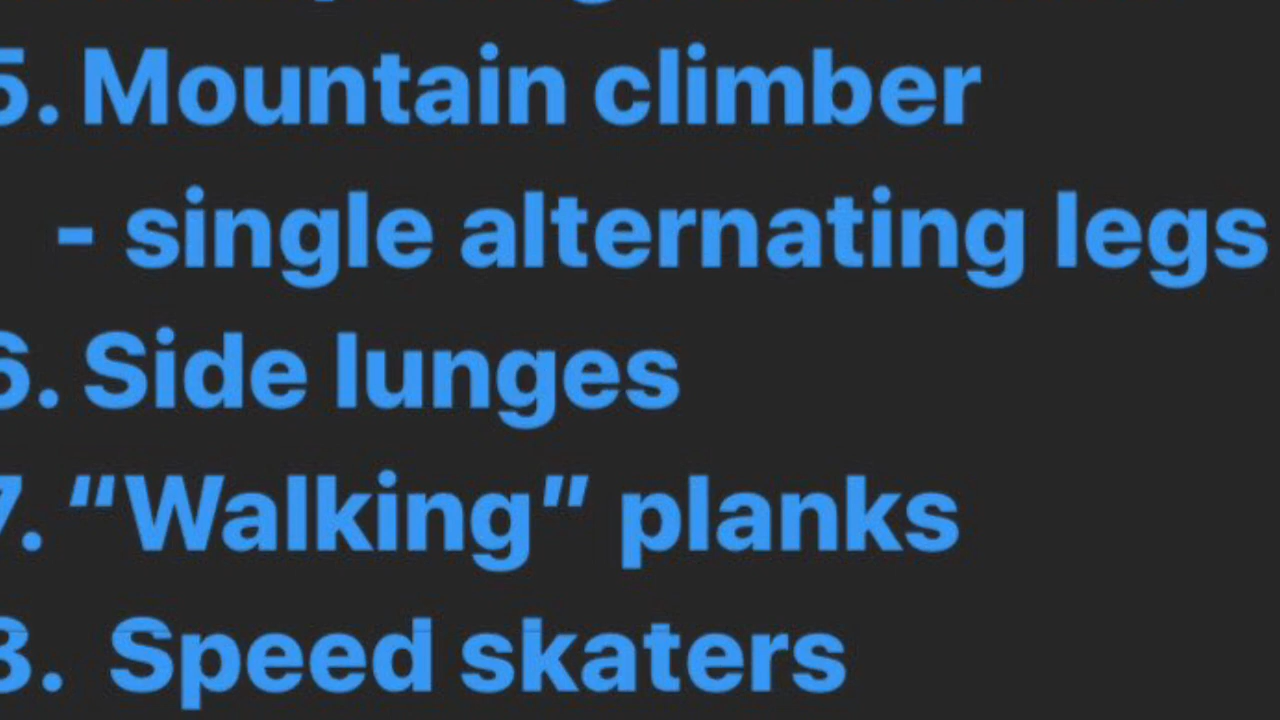 5. Mountain climber
- single alternating legs
6. Side lunges
7. “Walking” planks
8. Speed skaters